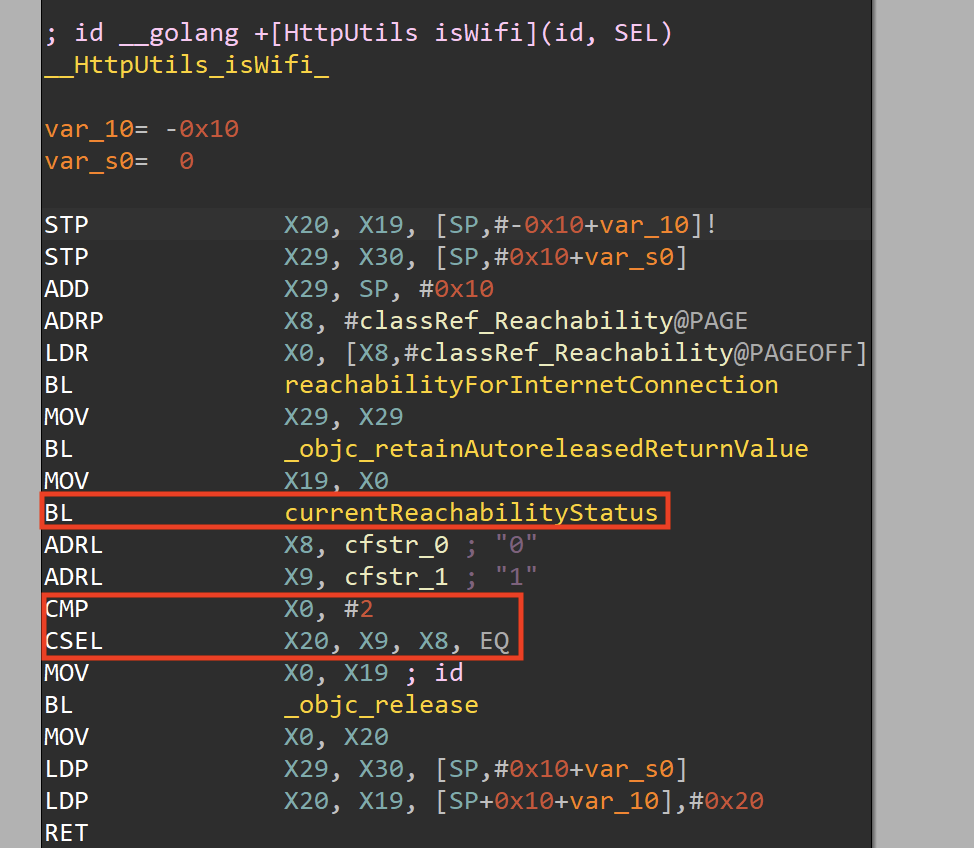 ; id __golang +[HttpUtils isWifi](id, SEL)
__HttpUtils_isWifi_
var_10= -0x10
var_s0=  0
STP             X20, X19, [SP,#-0x10+var_10]!
STP             X29, X30, [SP,#0x10+var_s0]
ADD             X29, SP, #0x10
ADRP            X8, #classRef_Reachability@PAGE
LDR             X0, [X8,#classRef_Reachability@PAGEOFF]
BL              reachabilityForInternetConnection
MOV             X29, X29
BL              _objc_retainAutoreleasedReturnValue
MOV             X19, X0
BL              currentReachabilityStatus
ADRL            X8, cfstr_0 ; "0"
ADRL            X9, cfstr_1 ; "1"
CMP             X0, #2
CSEL            X20, X9, X8, EQ
MOV             X0, X19 ; id
BL              _objc_release
MOV             X0, X20
LDP             X29, X30, [SP,#0x10+var_s0]
LDP             X20, X19, [SP+0x10+var_10],#0x20
RET